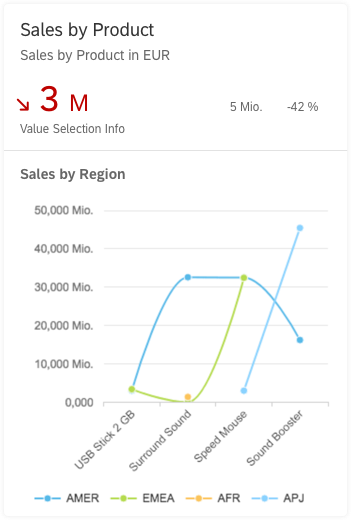 Sales by Product
Sales by Product in EUR
3 M
5 Mio.
-42 %
Value Selection Info
Sales by Region
50,000 Mio.
40,000 Mio.
30,000 Mio.
20,000 Mio.
10,000 Mio.
0,000
USB Stick 2 GB
Surround Sound
Speed Mouse
Sound Booster
AMER
EMEA
AFR
APJ